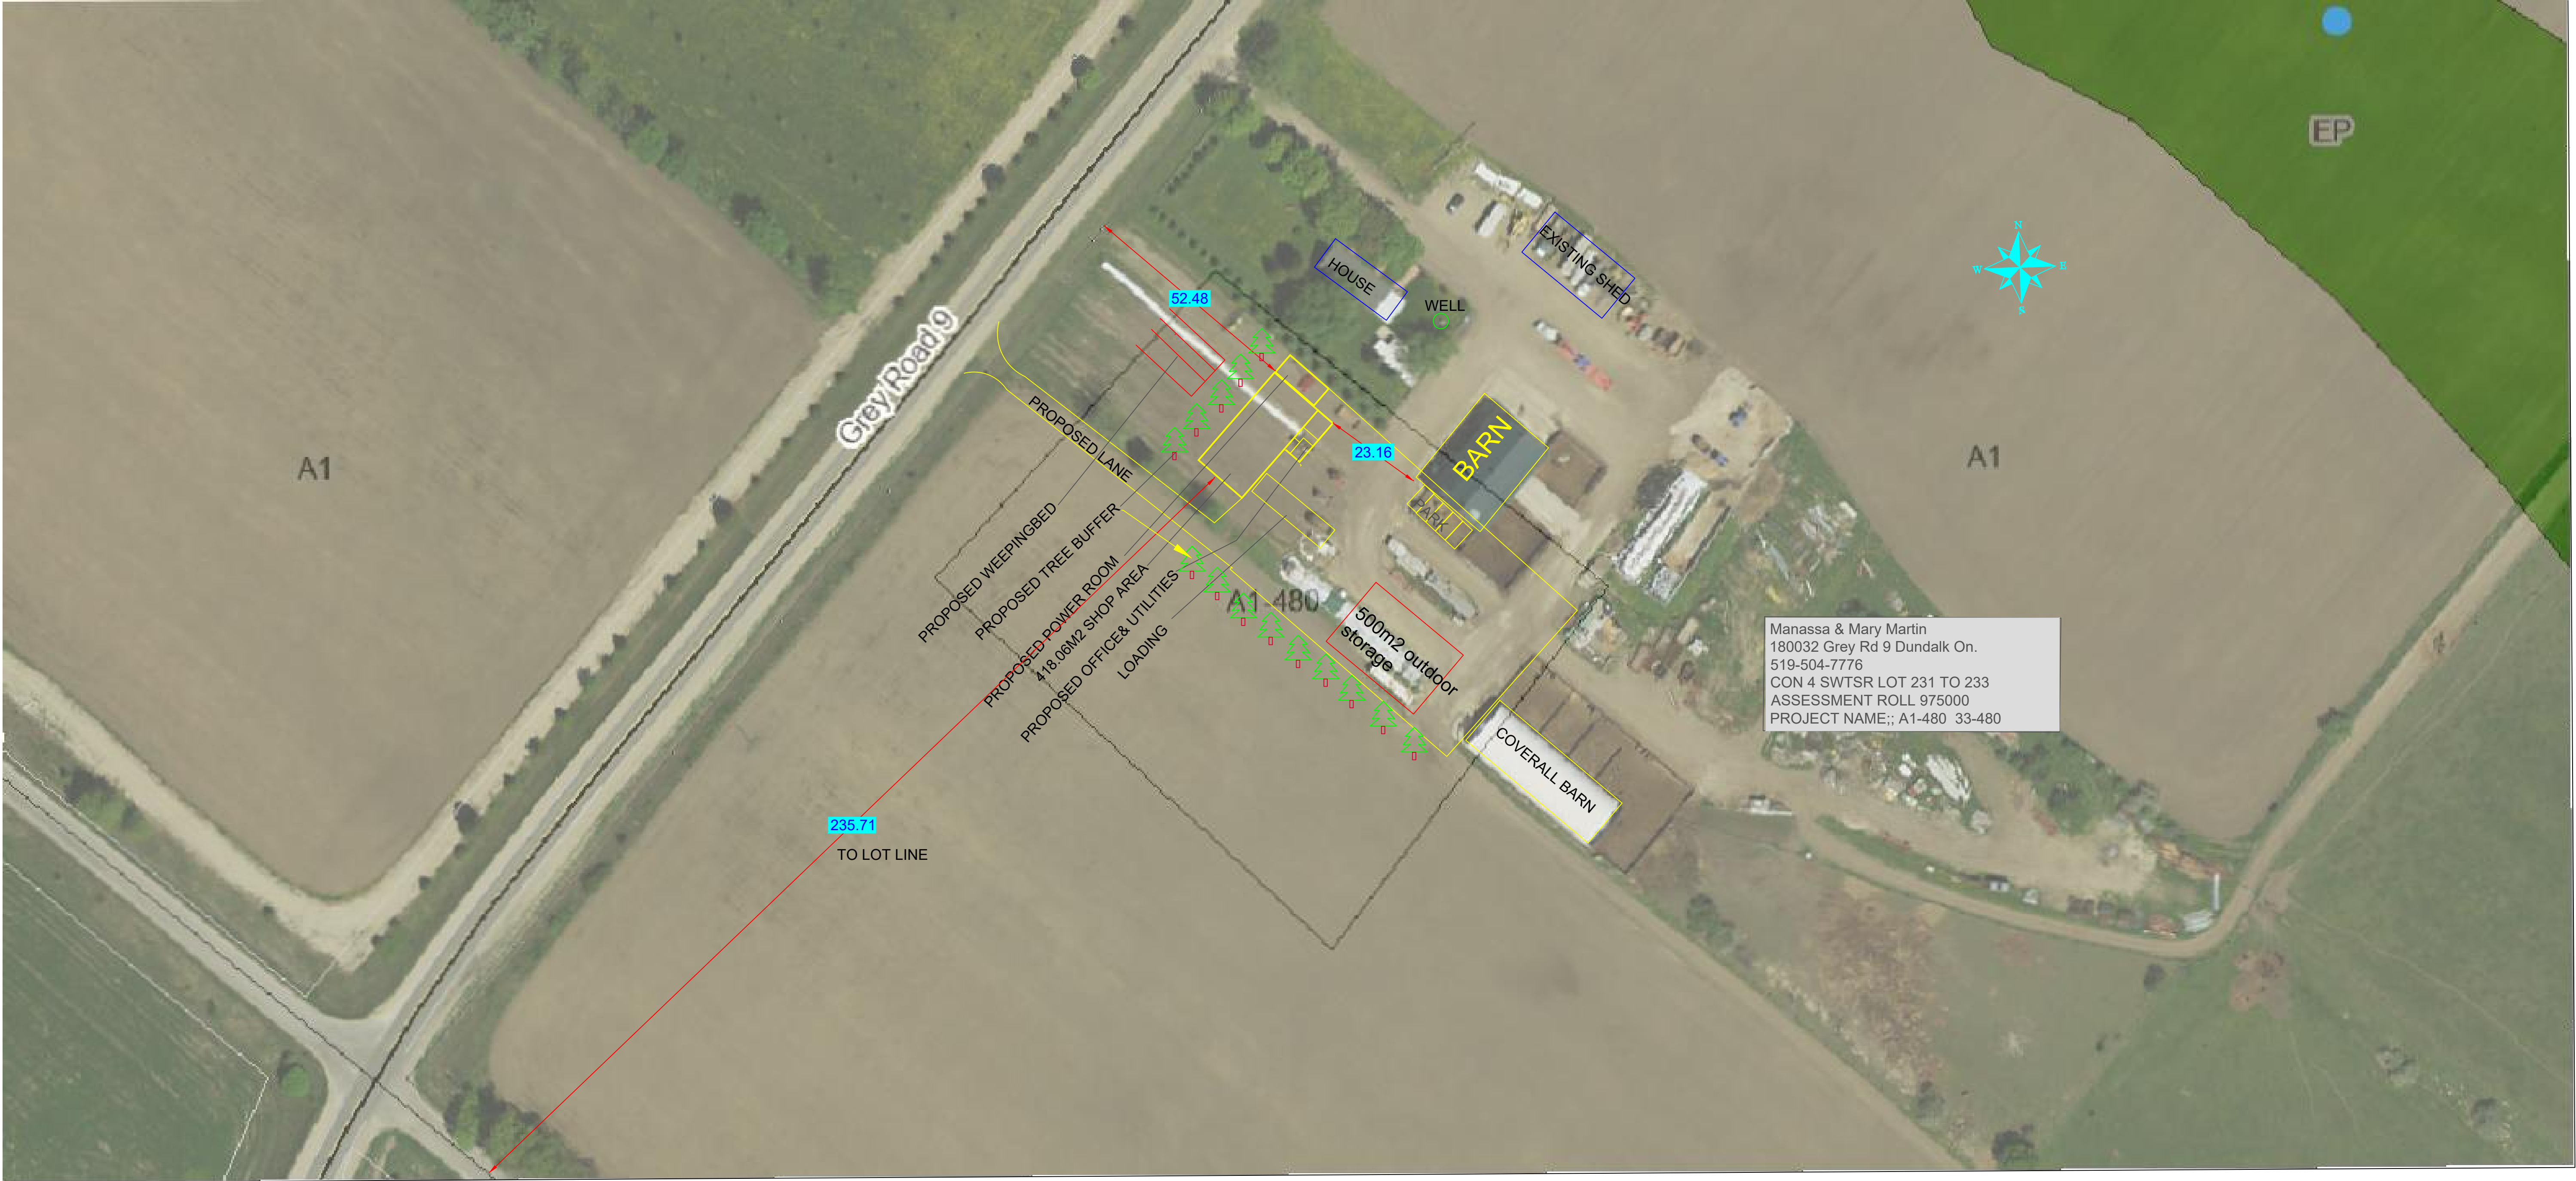 EP
N
W
E
S
EXISTING SHED
HOUSE
WELL
52.48
Grey Road 9
BARN
23.16
A1
A1
PROPOSED LANE
PARK
PROPOSED WEEPINGBED
PROPOSED TREE BUFFER
PROPOSED POWER ROOM
418.06M2 SHOP AREA
PROPOSED OFFICE& UTILITIES
LOADING
A1-480
500m2 outdoor
storage
Manassa & Mary Martin
180032 Grey Rd 9 Dundalk On.
519-504-7776
CON 4 SWTSR LOT 231 TO 233
ASSESSMENT ROLL 975000
PROJECT NAME;; A1-480 33-480
COVERALL BARN
235.71
TO LOT LINE